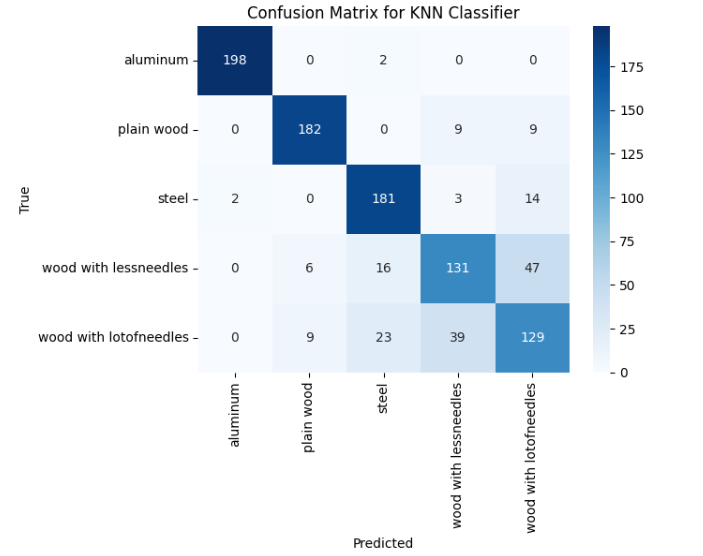 Confusion Matrix for KNN Classifier
True
aluminum 198 0 2 0 0
plain wood 0 182 0 9 9
steel 2 0 181 3 14
wood with lessneedles 0 6 16 131 47
wood with lotofneedles 0 9 23 39 129
aluminum
plain wood
steel
wood with lessneedles
wood with lotofneedles
Predicted
175
150
125
100
75
50
25
0